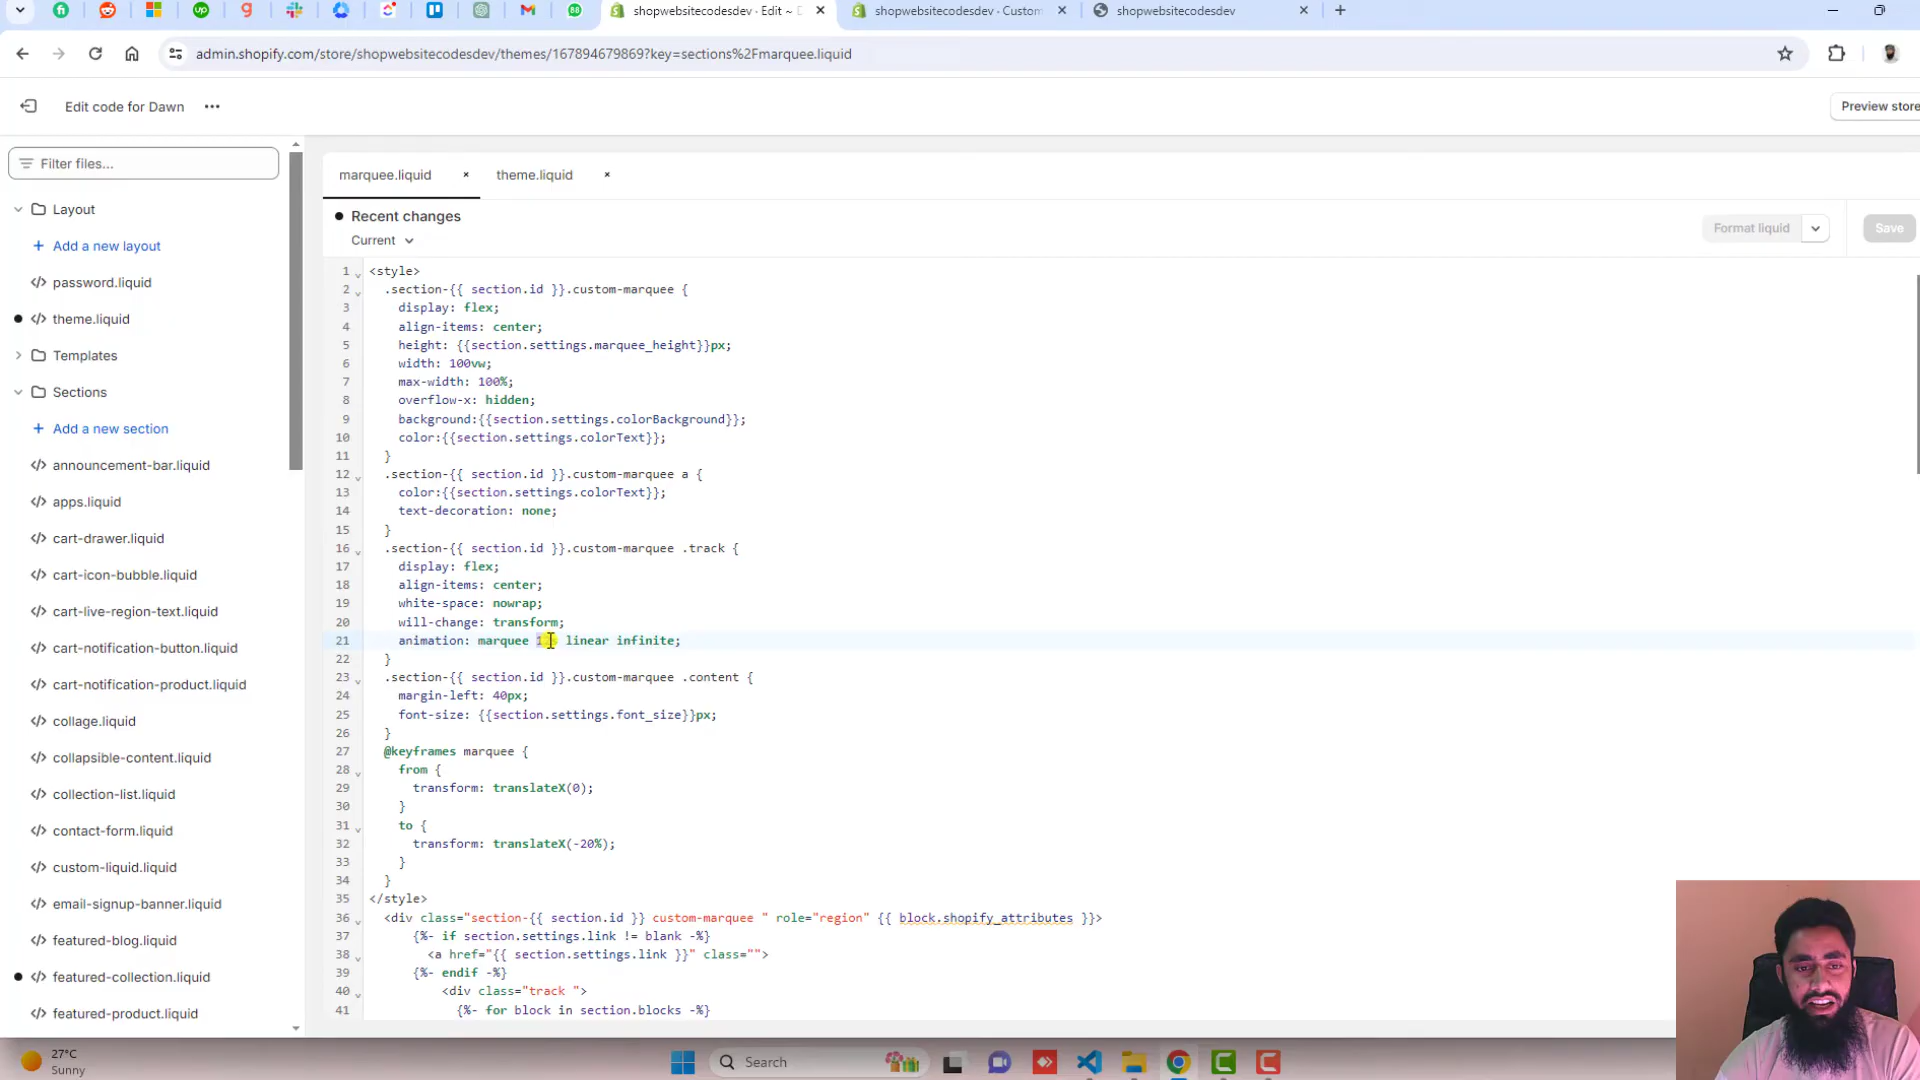 shopwebsitecodesdev - Edit ~
shopwebsitecodesdev - Custom
shopwebsitecodesdev
admin.shopify.com/store/shopwebsitecodesdev/themes/167894679869?key=sections%2Fmarquee.liquid
Edit code for Dawn
Preview store
Filter files...
Layout
Add a new layout
password.liquid
theme.liquid
Templates
Sections
Add a new section
announcement-bar.liquid
apps.liquid
cart-drawer.liquid
cart-icon-bubble.liquid
cart-live-region-text.liquid
cart-notification-button.liquid
cart-notification-product.liquid
collage.liquid
collapsible-content.liquid
collection-list.liquid
contact-form.liquid
custom-liquid.liquid
email-signup-banner.liquid
featured-blog.liquid
featured-collection.liquid
featured-product.liquid
marquee.liquid
theme.liquid
Recent changes
Current
Format liquid
Save
1 <style>
2 .section-{{ section.id }}.custom-marquee {
3 display: flex;
4 align-items: center;
5 height: {{section.settings.marquee_height}}px;
6 width: 100vw;
7 max-width: 100%;
8 overflow-x: hidden;
9 background:{{section.settings.colorBackground}};
10 color:{{section.settings.colorText}};
11 }
12 .section-{{ section.id }}.custom-marquee a {
13 color:{{section.settings.colorText}};
14 text-decoration: none;
15 }
16 .section-{{ section.id }}.custom-marquee .track {
17 display: flex;
18 align-items: center;
19 white-space: nowrap;
20 will-change: transform;
21 animation: marquee linear infinite;
22 }
23 .section-{{ section.id }}.custom-marquee .content {
24 margin-left: 40px;
25 font-size: {{section.settings.font_size}}px;
26 }
27 @keyframes marquee {
28 from {
29 transform: translateX(0);
30 }
31 to {
32 transform: translateX(-20%);
33 }
34 }
35 </style>
36 <div class="section-{{ section.id }} custom-marquee " role="region" {{ block.shopify_attributes }}>
37 {%- if section.settings.link != blank -%}
38 <a href="{{ section.settings.link }}" class="">
39 {%- endif -%}
40 <div class="track ">
41 {%- for block in section.blocks -%}
27°C
Sunny
Search